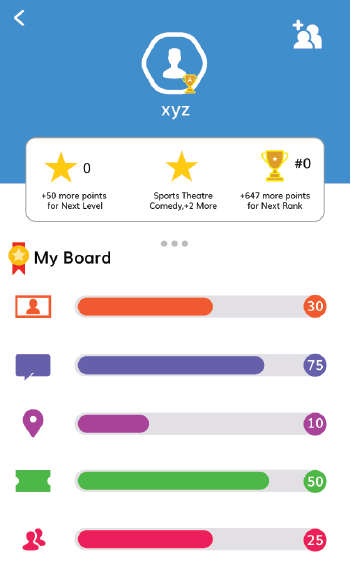 xyz
0
#0
+50 more points
for Next Level
Sports Theatre
Comedy,+2 More
+647 more points
for Next Rank
My Board
30
75
10
50
25